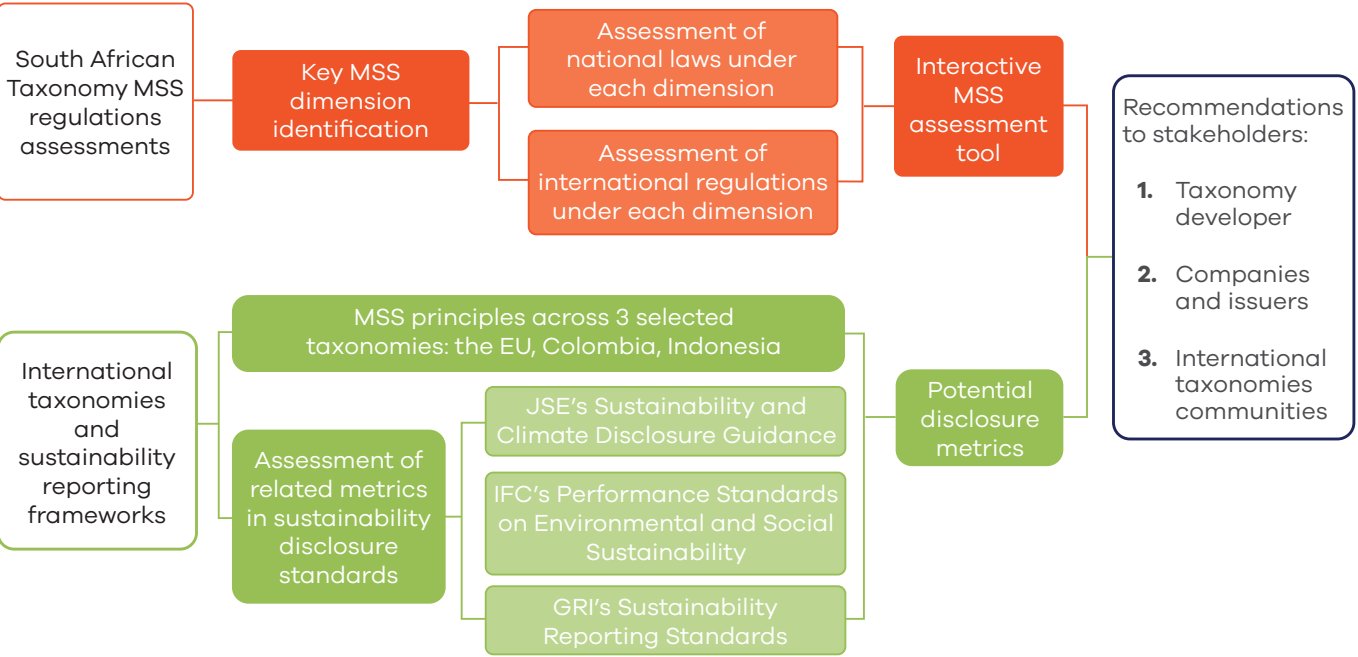 South African
Taxonomy MSS
regulations
assessments
Key MSS
dimension
identification
Assessment of
national laws under
each dimension
Assessment of
international regulations
under each dimension
Interactive
MSS
assessment
tool
International
taxonomies
and
sustainability
reporting
frameworks
MSS principles across 3 selected
taxonomies: the EU, Colombia, Indonesia
Assessment of
related metrics
in sustainability
disclosure
standards
JSE's Sustainability and
Climate Disclosure Guidance
IFC's Performance Standards
on Environmental and Social
Sustainability
GRI's Sustainability
Reporting Standards
Potential
disclosure
metrics
Recommendations
to stakeholders:
1. Taxonomy
developer
2. Companies
and issuers
3. International
taxonomies
communities